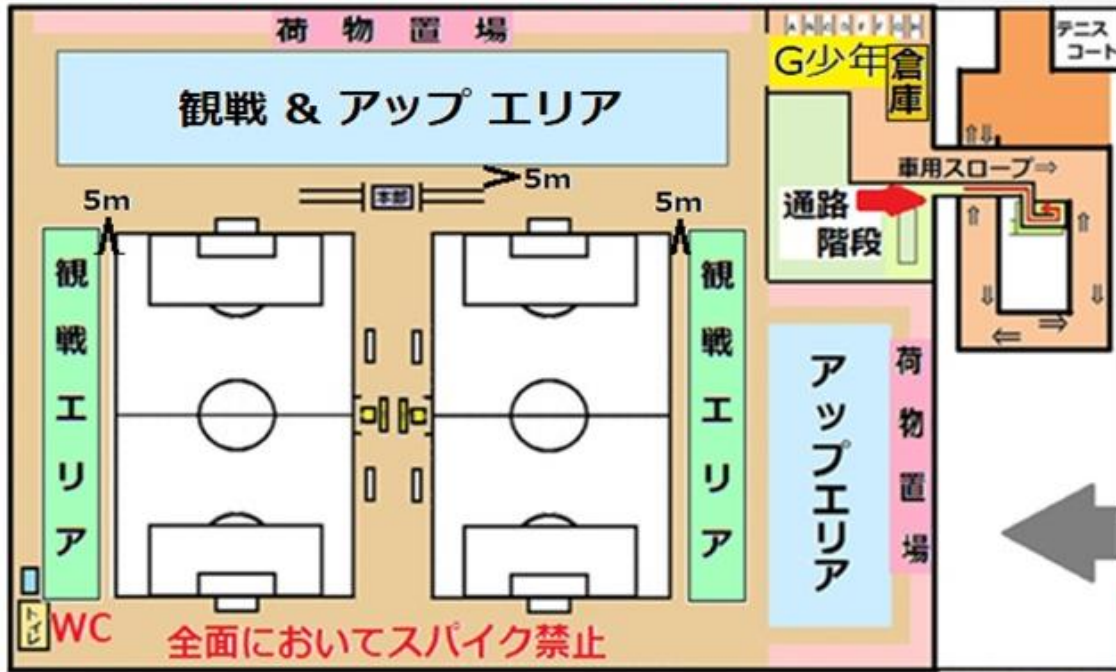 荷物置場
観戦 & アップ エリア
G少年
倉庫
テニス
コート
車用スロープ⇒
通路
階段
本部
5m
5m
5m
観戦エリア
観戦エリア
アップエリア
荷物置場
トイレ
WC
全面においてスパイク禁止